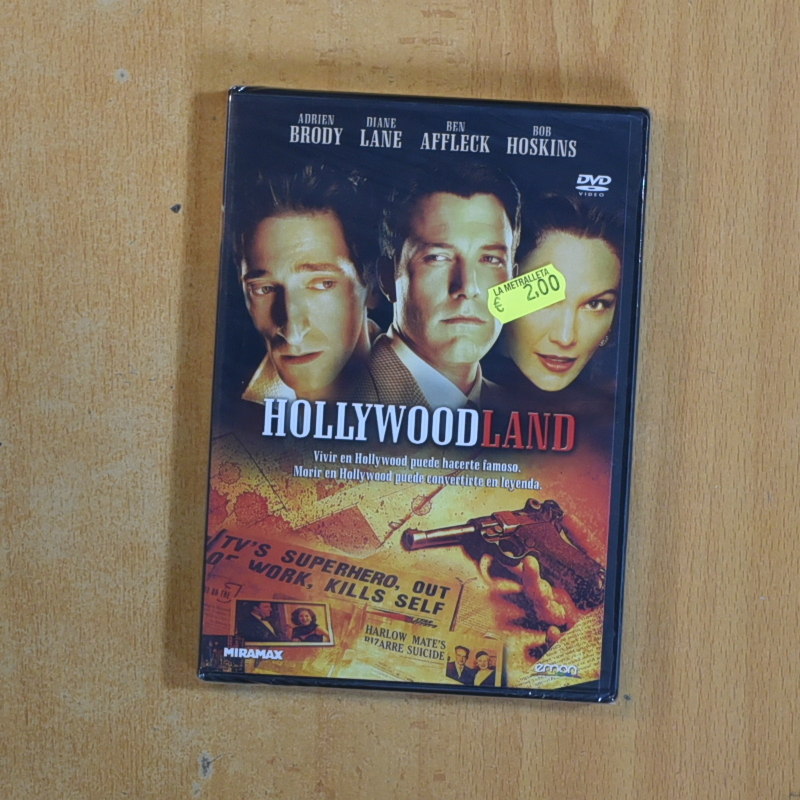 ADRIEN BRODY
DIANE LANE
BEN AFFLECK
BOB HOSKINS
DVD
VIDEO
LA METRALLETA
€ 2,00
HOLLYWOODLAND
Vivir en Hollywood puede hacerte famoso.
Morir en Hollywood puede convertirte en leyenda.
TV'S SUPERHERO, OUT
OF WORK, KILLS SELF
HARLOW MATE'S
BIZARRE SUICIDE
MIRAMAX
emon